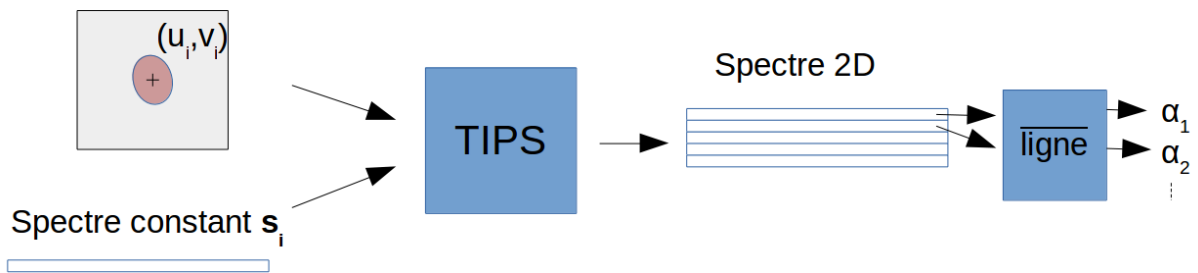 (uᵢ,vᵢ)
Spectre constant sᵢ
TIPS
Spectre 2D
ligne
α₁
α₂